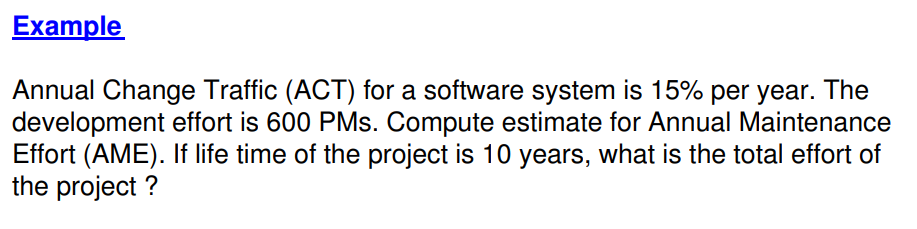 Example
Annual Change Traffic (ACT) for a software system is 15% per year. The
development effort is 600 PMs. Compute estimate for Annual Maintenance
Effort (AME). If life time of the project is 10 years, what is the total effort of
the project ?